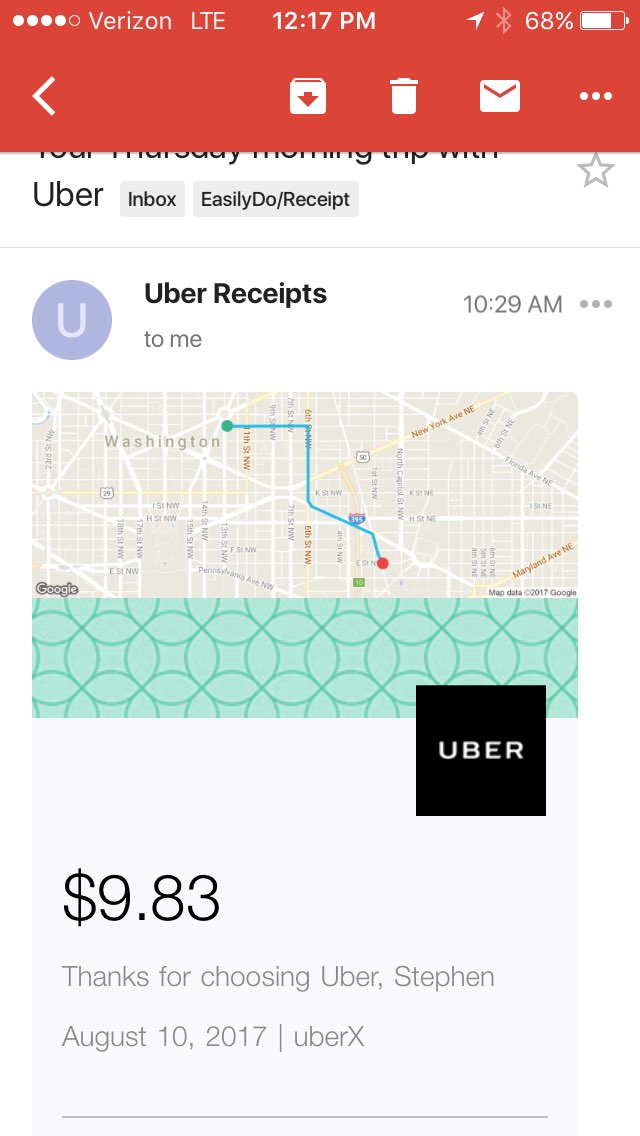 Verizon LTE 12:17 PM 68%
Your Thursday morning trip with
Uber Inbox EasilyDo/Receipt
U
Uber Receipts
10:29 AM
to me
Washington
23rd St NW
11th St NW
9th St NW
7th St NW
6th St NW
New York Ave NE
4th St NE
6th St NE
Florida Ave NE
50
29
K St NW
K St NE
1st St NW
North Capitol St NW
I St NW
I St NE
H St NW
395
H St NE
18th St NW
17th St NW
15th St NW
14th St NW
13th St NW
7th St NW
6th St NW
4th St NW
F St NW
E St NW
E St N
Pennsylvania Ave NW
4th St NE
5th St NE
6th St NE
Maryland Ave NE
10
Google
Map data ©2017 Google
UBER
$9.83
Thanks for choosing Uber, Stephen
August 10, 2017 | uberX